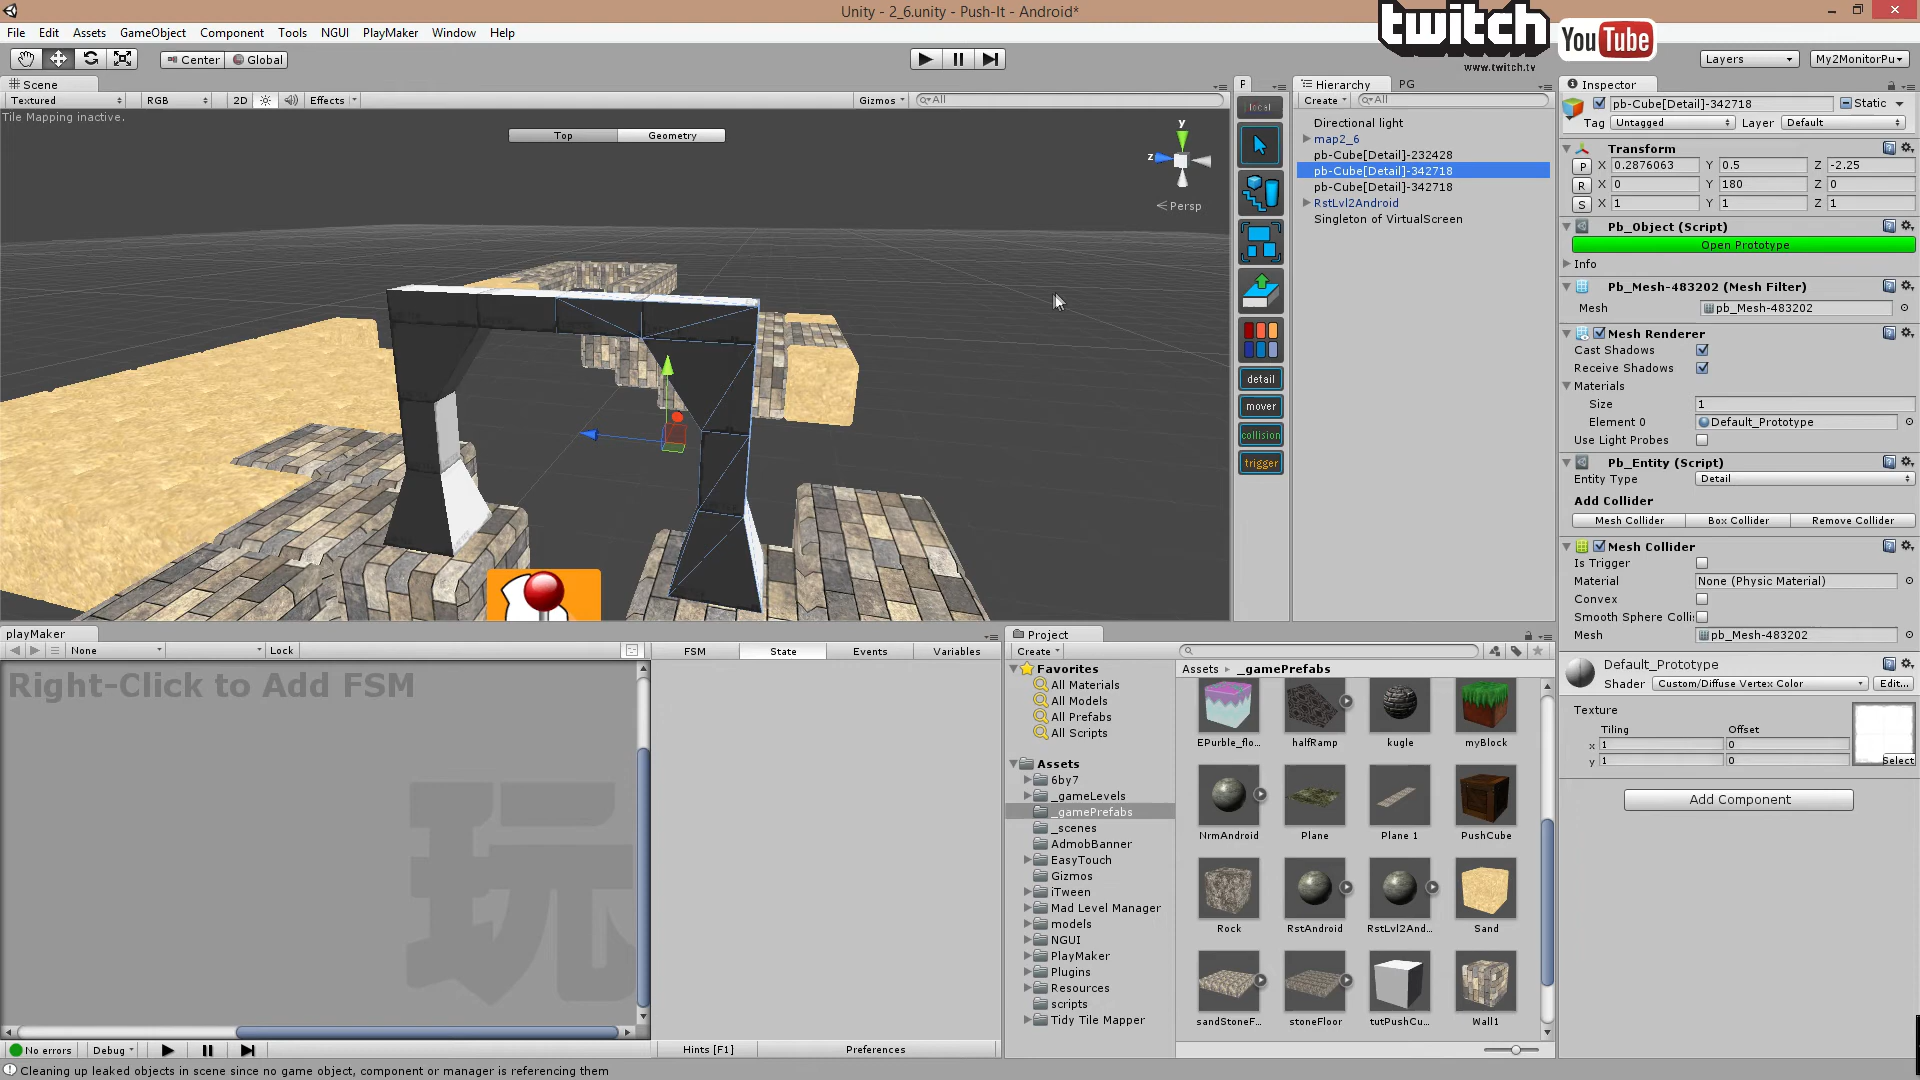 Unity - 2_6.unity - Push-It - Android*
twitch
www.twitch.tv
YouTube
File Edit Assets GameObject Component Tools NGUI PlayMaker Window Help
Center Global
Layers
My2MonitorPu
Scene
Textured RGB 2D Effects Gizmos All
Tile Mapping inactive.
Top Geometry
y
z
Persp
P
local
detail
mover
collision
trigger
Hierarchy PG
Create All
Directional light
map2_6
pb-Cube[Detail]-232428
pb-Cube[Detail]-342718
pb-Cube[Detail]-342718
RstLvl2Android
Singleton of VirtualScreen
Inspector
pb-Cube[Detail]-342718 Static
Tag Untagged Layer Default
Transform
P X 0.2876063 Y 0.5 Z -2.25
R X 0 Y 180 Z 0
S X 1 Y 1 Z 1
Pb_Object (Script)
Open Prototype
Info
Pb_Mesh-483202 (Mesh Filter)
Mesh pb_Mesh-483202
Mesh Renderer
Cast Shadows
Receive Shadows
Materials
Size 1
Element 0 Default_Prototype
Use Light Probes
Pb_Entity (Script)
Entity Type Detail
Add Collider
Mesh Collider Box Collider Remove Collider
Mesh Collider
Is Trigger
Material None (Physic Material)
Convex
Smooth Sphere Colli
Mesh pb_Mesh-483202
Default_Prototype
Shader Custom/Diffuse Vertex Color Edit...
Texture
Tiling Offset
x 1 0
y 1 0
Select
Add Component
playMaker
None Lock
Right-Click to Add FSM
玩
FSM State Events Variables
No errors Debug
Hints [F1] Preferences
Project
Create
Favorites
All Materials
All Models
All Prefabs
All Scripts
Assets
6by7
_gameLevels
_gamePrefabs
_scenes
AdmobBanner
EasyTouch
Gizmos
iTween
Mad Level Manager
models
NGUI
PlayMaker
Plugins
Resources
scripts
Tidy Tile Mapper
Assets _gamePrefabs
EPurble_flo... halfRamp kugle myBlock
NrmAndroid Plane Plane 1 PushCube
Rock RstAndroid RstLvl2And... Sand
sandStoneF... stoneFloor tutPushCu... Wall1
Cleaning up leaked objects in scene since no game object, component or manager is referencing them